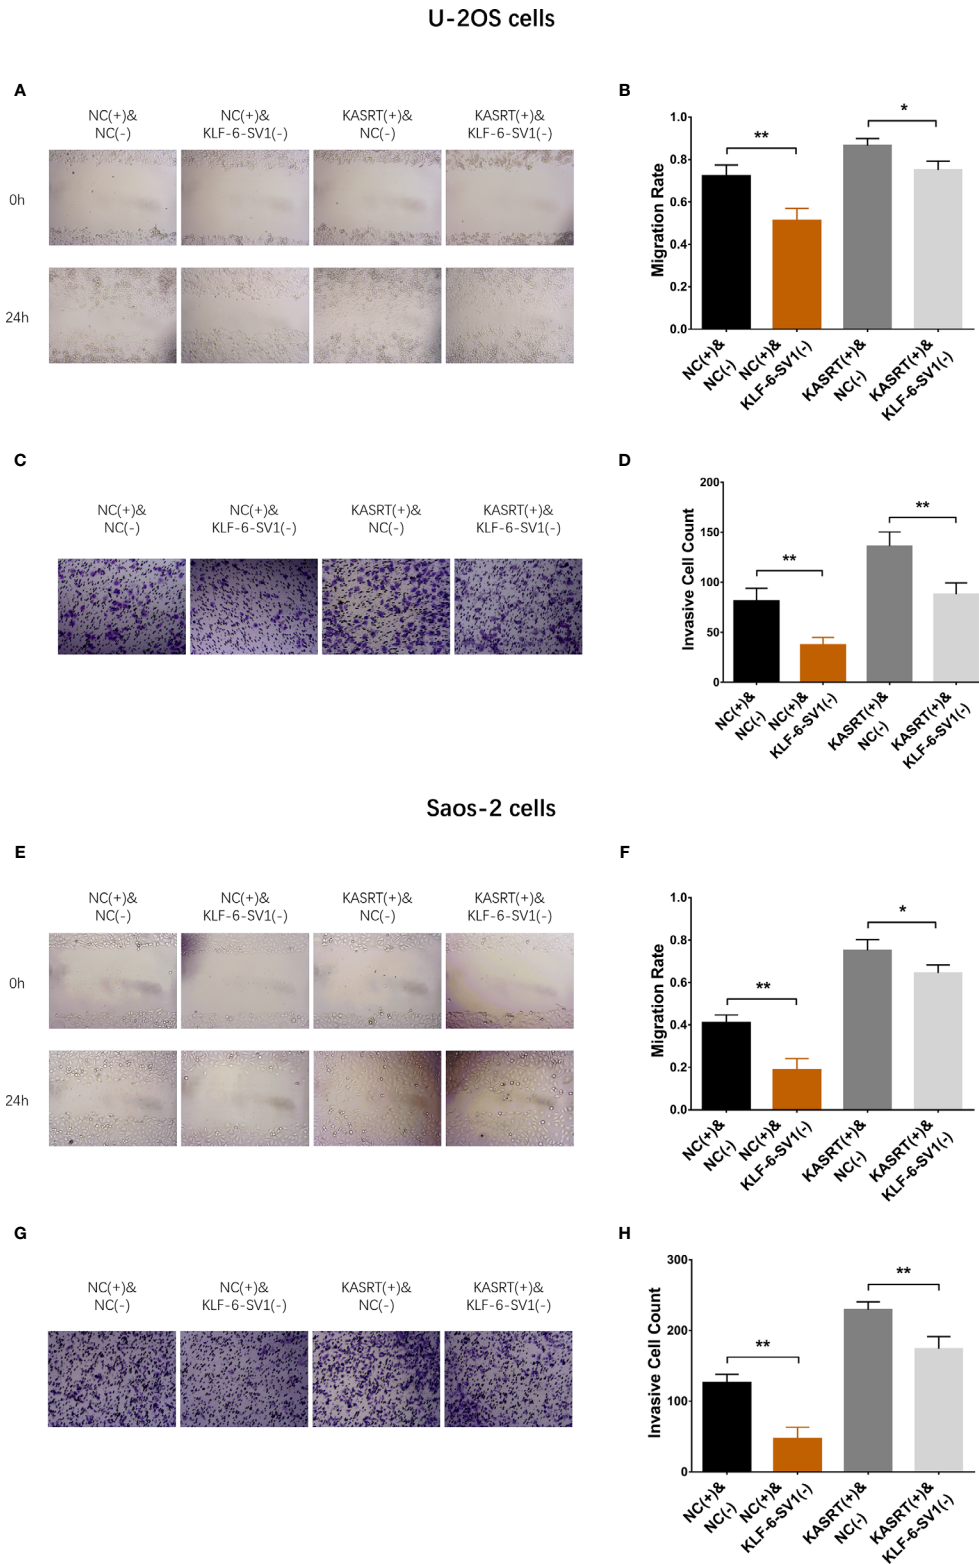 U-2OS cells
A
NC(+)&
NC(-)
NC(+)&
KLF-6-SV1(-)
KASRT(+)&
NC(-)
KASRT(+)&
KLF-6-SV1(-)
0h
24h
B
Migration Rate
1.0
0.8
0.6
0.4
0.2
0.0
**
*
NC(+)&
NC(-)
NC(+)&
KLF-6-SV1(-)
KASRT(+)&
NC(-)
KASRT(+)&
KLF-6-SV1(-)
C
NC(+)&
NC(-)
NC(+)&
KLF-6-SV1(-)
KASRT(+)&
NC(-)
KASRT(+)&
KLF-6-SV1(-)
D
Invasive Cell Count
200
150
100
50
0
**
**
NC(+)&
NC(-)
NC(+)&
KLF-6-SV1(-)
KASRT(+)&
NC(-)
KASRT(+)&
KLF-6-SV1(-)
Saos-2 cells
E
NC(+)&
NC(-)
NC(+)&
KLF-6-SV1(-)
KASRT(+)&
NC(-)
KASRT(+)&
KLF-6-SV1(-)
0h
24h
F
Migration Rate
1.0
0.8
0.6
0.4
0.2
0.0
**
*
NC(+)&
NC(-)
NC(+)&
KLF-6-SV1(-)
KASRT(+)&
NC(-)
KASRT(+)&
KLF-6-SV1(-)
G
NC(+)&
NC(-)
NC(+)&
KLF-6-SV1(-)
KASRT(+)&
NC(-)
KASRT(+)&
KLF-6-SV1(-)
H
Invasive Cell Count
300
200
100
0
**
**
NC(+)&
NC(-)
NC(+)&
KLF-6-SV1(-)
KASRT(+)&
NC(-)
KASRT(+)&
KLF-6-SV1(-)